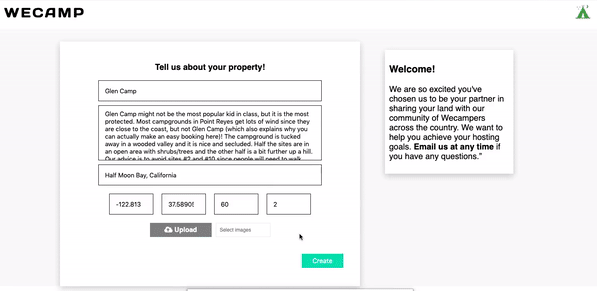 WECAMP
Tell us about your property!
Glen Camp
Glen Camp might not be the most popular kid in class, but it is the most
protected. Most campgrounds in Point Reyes get lots of wind since they
are close to the coast, but not Glen Camp (which also explains why you
can actually make an easy booking here)! The campground is tucked
away in a wooded valley and it is nice and secluded. Half the sites are in
an open area with shrubs/trees and the other half is a bit further up a hill.
Our advice is to avoid sites #2 and #10 since people will need to walk
Half Moon Bay, California
-122.813
37.5890!
60
2
Upload
Select images
Create
Welcome!
We are so excited you've
chosen us to be your partner in
sharing your land with our
community of Wecampers
across the country. We want to
help you achieve your hosting
goals. Email us at any time if
you have any questions."